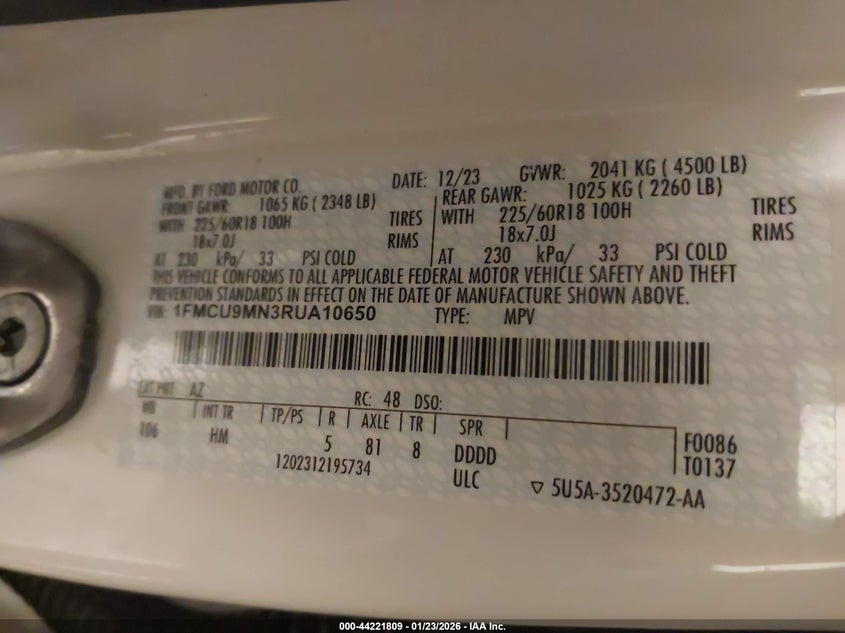 MFD. BY FORD MOTOR CO. DATE: 12/23 GVWR: 2041 KG ( 4500 LB)
FRONT GAWR: 1065 KG ( 2348 LB) REAR GAWR: 1025 KG ( 2260 LB)
WITH 225/60R18 100H TIRES WITH 225/60R18 100H TIRES
18x7.0J RIMS 18x7.0J RIMS
AT 230 kPa/ 33 PSI COLD AT 230 kPa/ 33 PSI COLD
THIS VEHICLE CONFORMS TO ALL APPLICABLE FEDERAL MOTOR VEHICLE SAFETY AND THEFT
PREVENTION STANDARDS IN EFFECT ON THE DATE OF MANUFACTURE SHOWN ABOVE.
VIN: 1FMCU9MN3RUA10650 TYPE: MPV
EXT PNT AZ RC: 48 DSO:
WB INT TR TP/PS R AXLE TR SPR
106 HM 5 81 8 DDDD F0086
1202312195734 ULC T0137
▽ 5U5A-3520472-AA
000-44221809 - 01/23/2026 - IAA Inc.